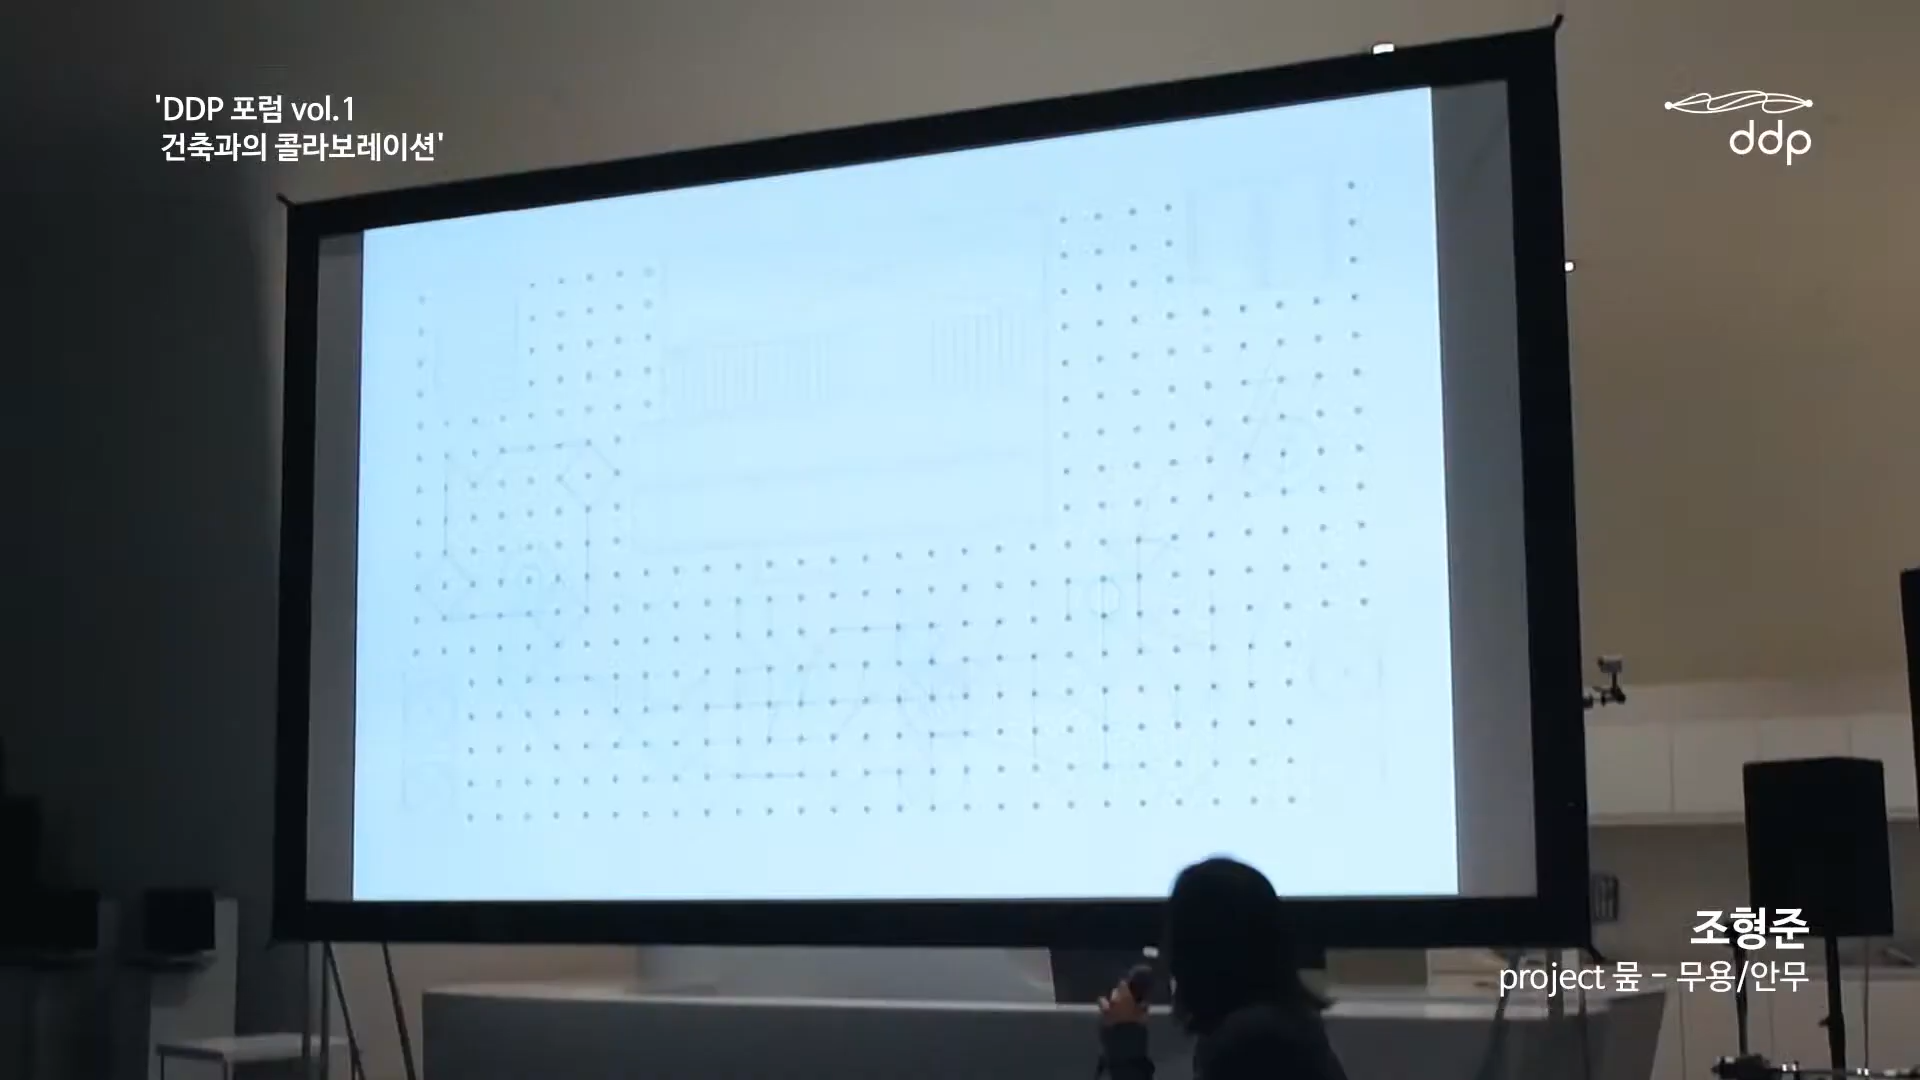 'DDP 포럼 vol.1
건축과의 콜라보레이션'
ddp
조형준
project 뭎 - 무용/안무